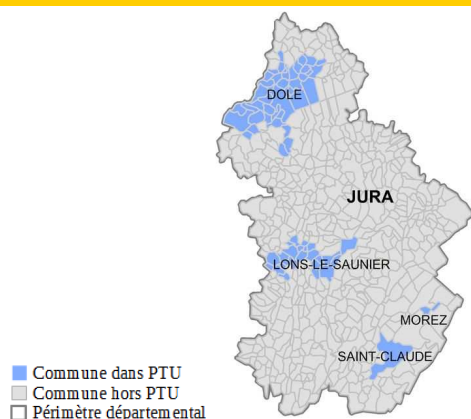 DOLE
JURA
LONS-LE-SAUNIER
MOREZ
SAINT-CLAUDE
Commune dans PTU
Commune hors PTU
Périmètre départemental